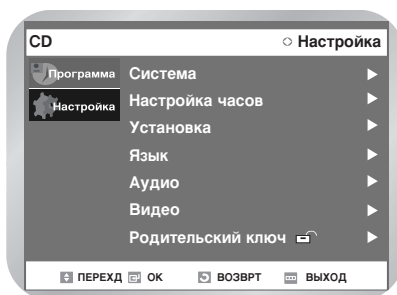 CD Настройка
Программа
Настройка
Система
Настройка часов
Установка
Язык
Аудио
Видео
Родительский ключ
ПЕРЕХД OK ВОЗВРТ ВЫХОД